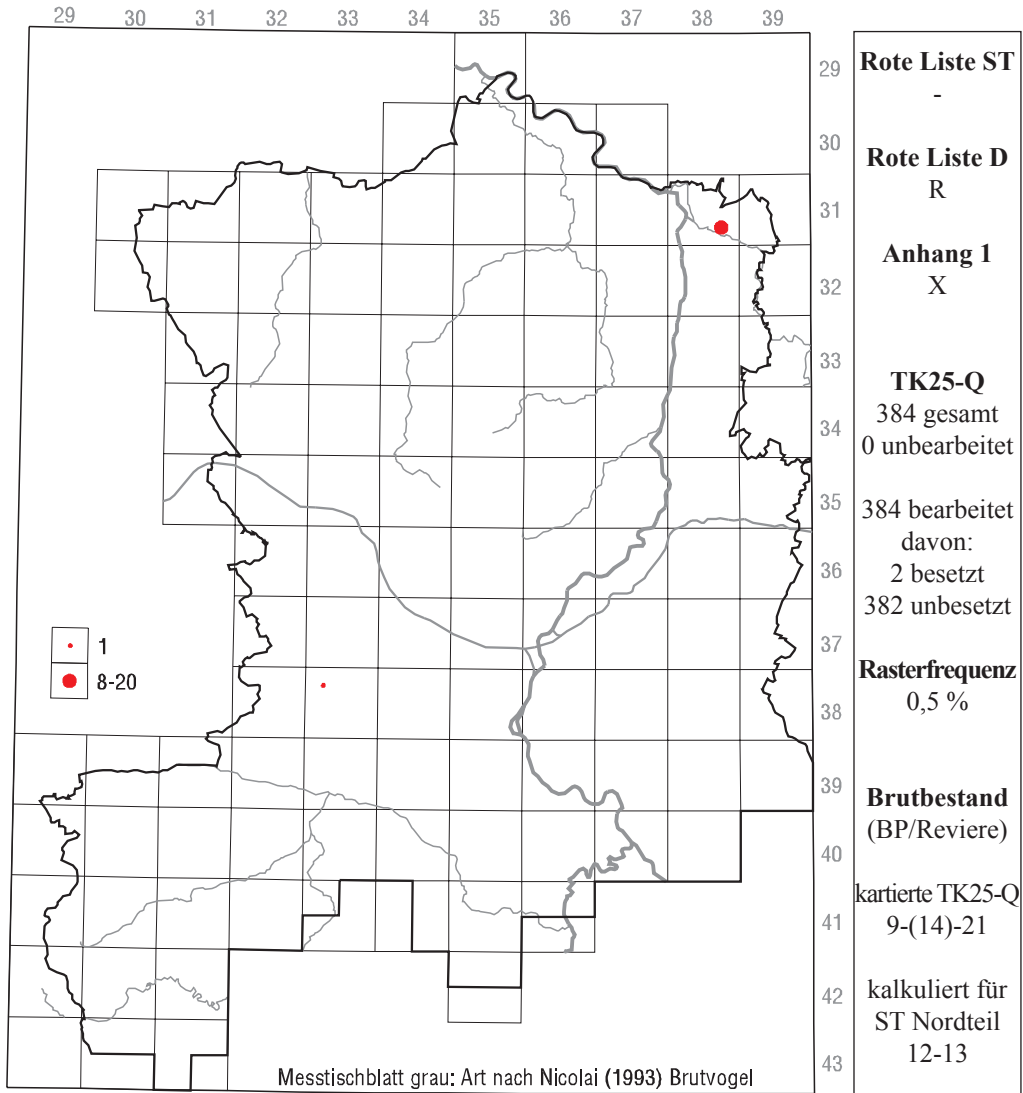 29 30 31 32 33 34 35 36 37 38 39
29
30
31
32
33
34
35
36
37
38
39
40
41
42
43
1
8-20
Messtischblatt grau: Art nach Nicolai (1993) Brutvogel
Rote Liste ST
-
Rote Liste D
R
Anhang 1
X
TK25-Q
384 gesamt
0 unbearbeitet
384 bearbeitet
davon:
2 besetzt
382 unbesetzt
Rasterfrequenz
0,5 %
Brutbestand
(BP/Reviere)
kartierte TK25-Q
9-(14)-21
kalkuliert für
ST Nordteil
12-13